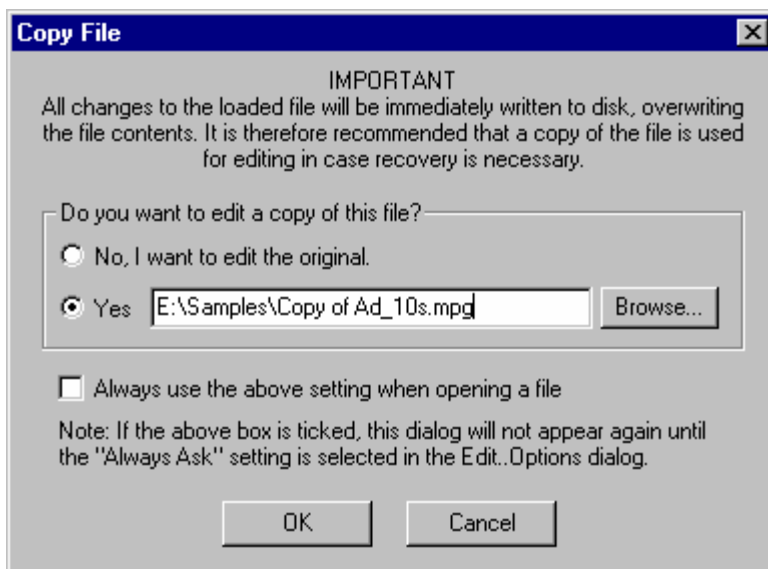 Copy File
IMPORTANT
All changes to the loaded file will be immediately written to disk, overwriting
the file contents. It is therefore recommended that a copy of the file is used
for editing in case recovery is necessary.
Do you want to edit a copy of this file?
No, I want to edit the original.
Yes E:\Samples\Copy of Ad_10s.mpg Browse...
Always use the above setting when opening a file
Note: If the above box is ticked, this dialog will not appear again until
the "Always Ask" setting is selected in the Edit..Options dialog.
OK Cancel